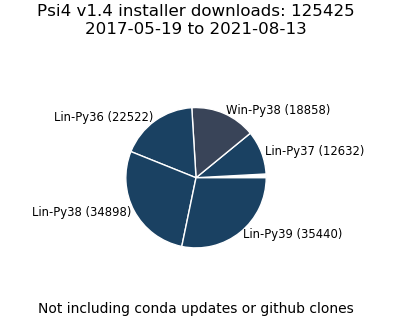 Psi4 v1.4 installer downloads: 125425
2017-05-19 to 2021-08-13
Win-Py38 (18858)
Lin-Py36 (22522)
Lin-Py37 (12632)
Lin-Py38 (34898)
Lin-Py39 (35440)
Not including conda updates or github clones